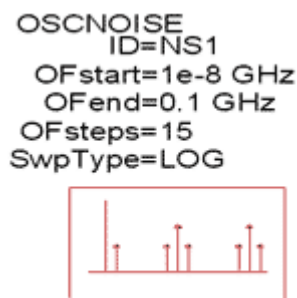 OSCNOISE
ID=NS1
OFstart=1e-8 GHz
OFend=0.1 GHz
OFsteps=15
SwpType=LOG